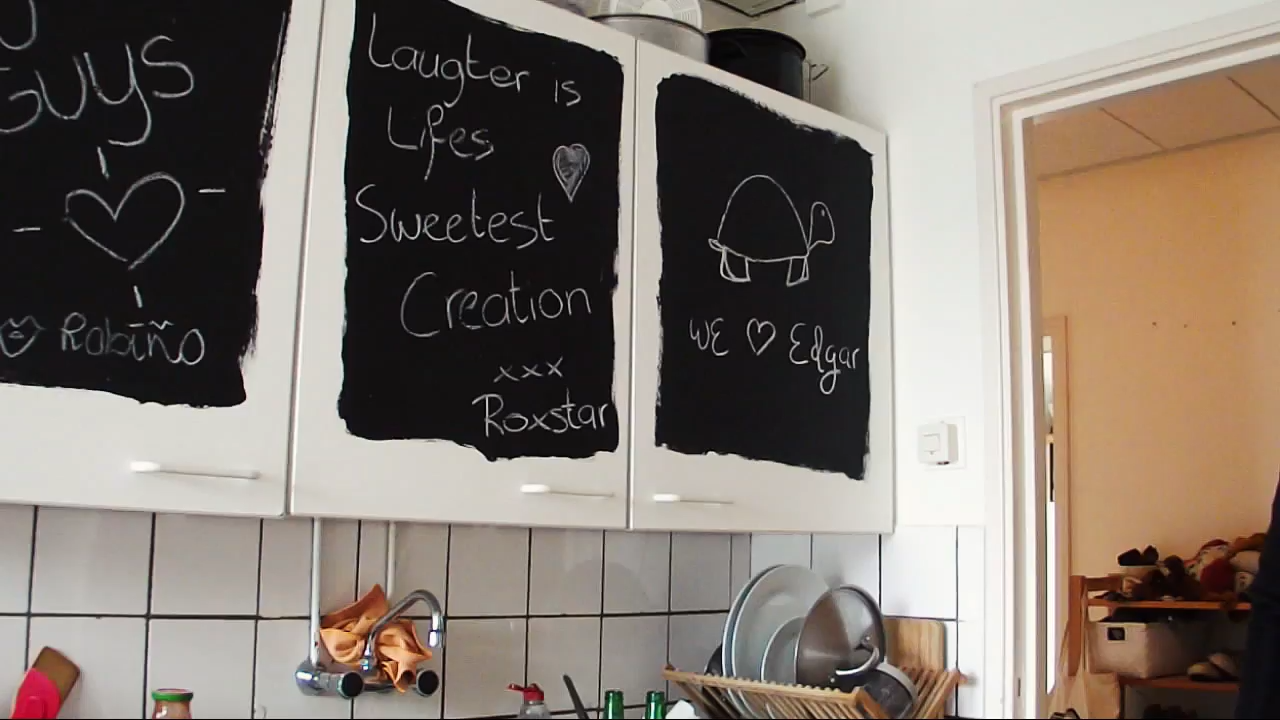 GUYS
Robiño
Laugter is
Lifes
Sweetest
Creation
xxx
Roxstar
WE ♡ Edgar